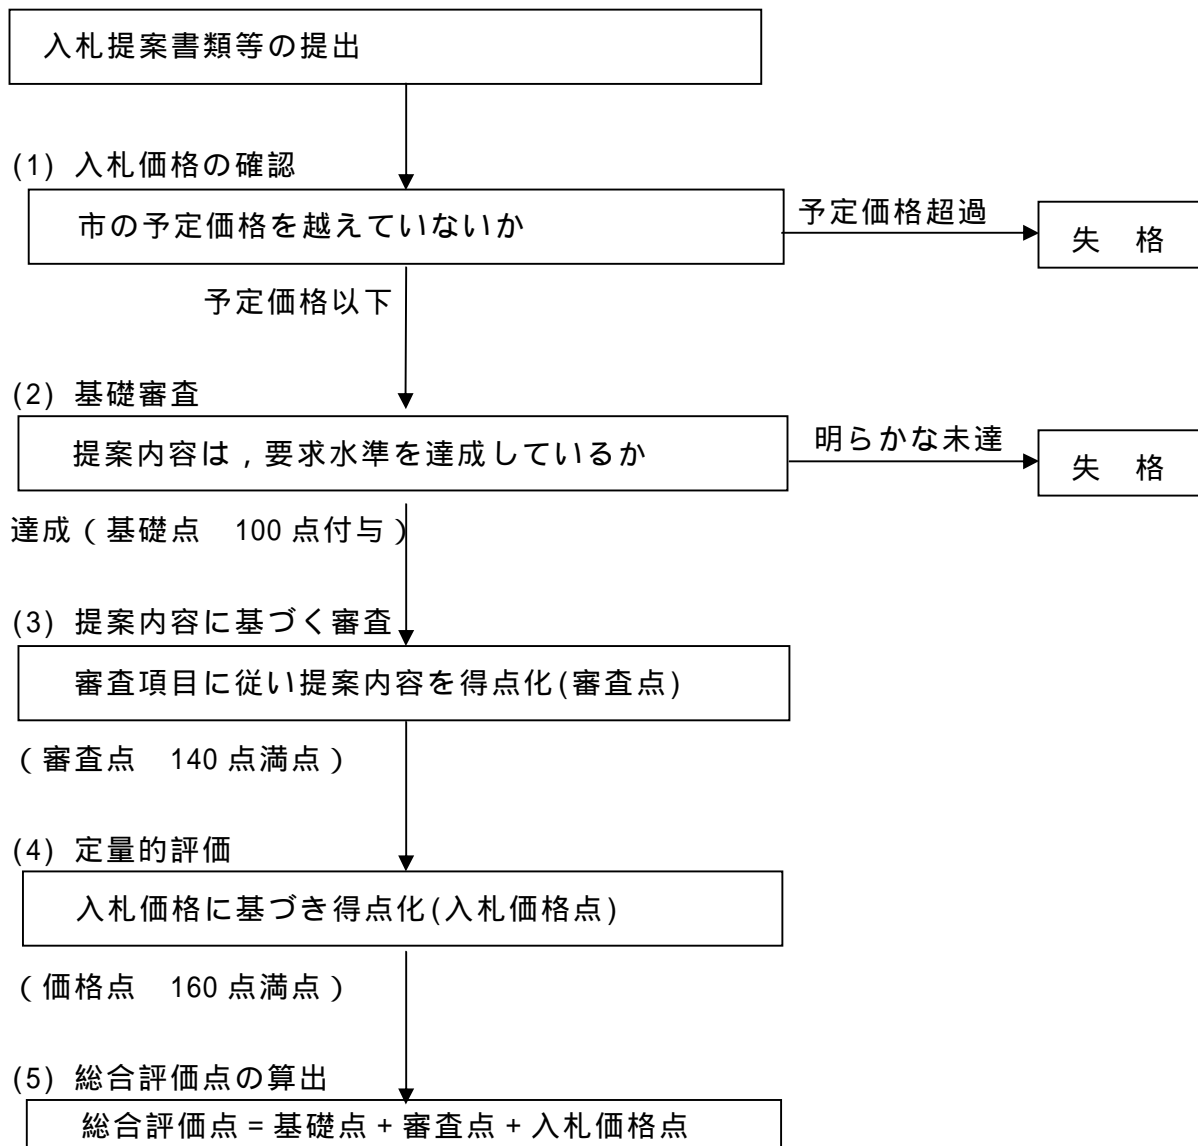 入札提案書類等の提出
(1) 入札価格の確認
市の予定価格を越えていないか
予定価格超過
失　格
予定価格以下
(2) 基礎審査
提案内容は，要求水準を達成しているか
明らかな未達
失　格
達成（基礎点　100点付与）
(3) 提案内容に基づく審査
審査項目に従い提案内容を得点化(審査点)
（審査点　140点満点）
(4) 定量的評価
入札価格に基づき得点化(入札価格点)
（価格点　160点満点）
(5) 総合評価点の算出
総合評価点＝基礎点＋審査点＋入札価格点